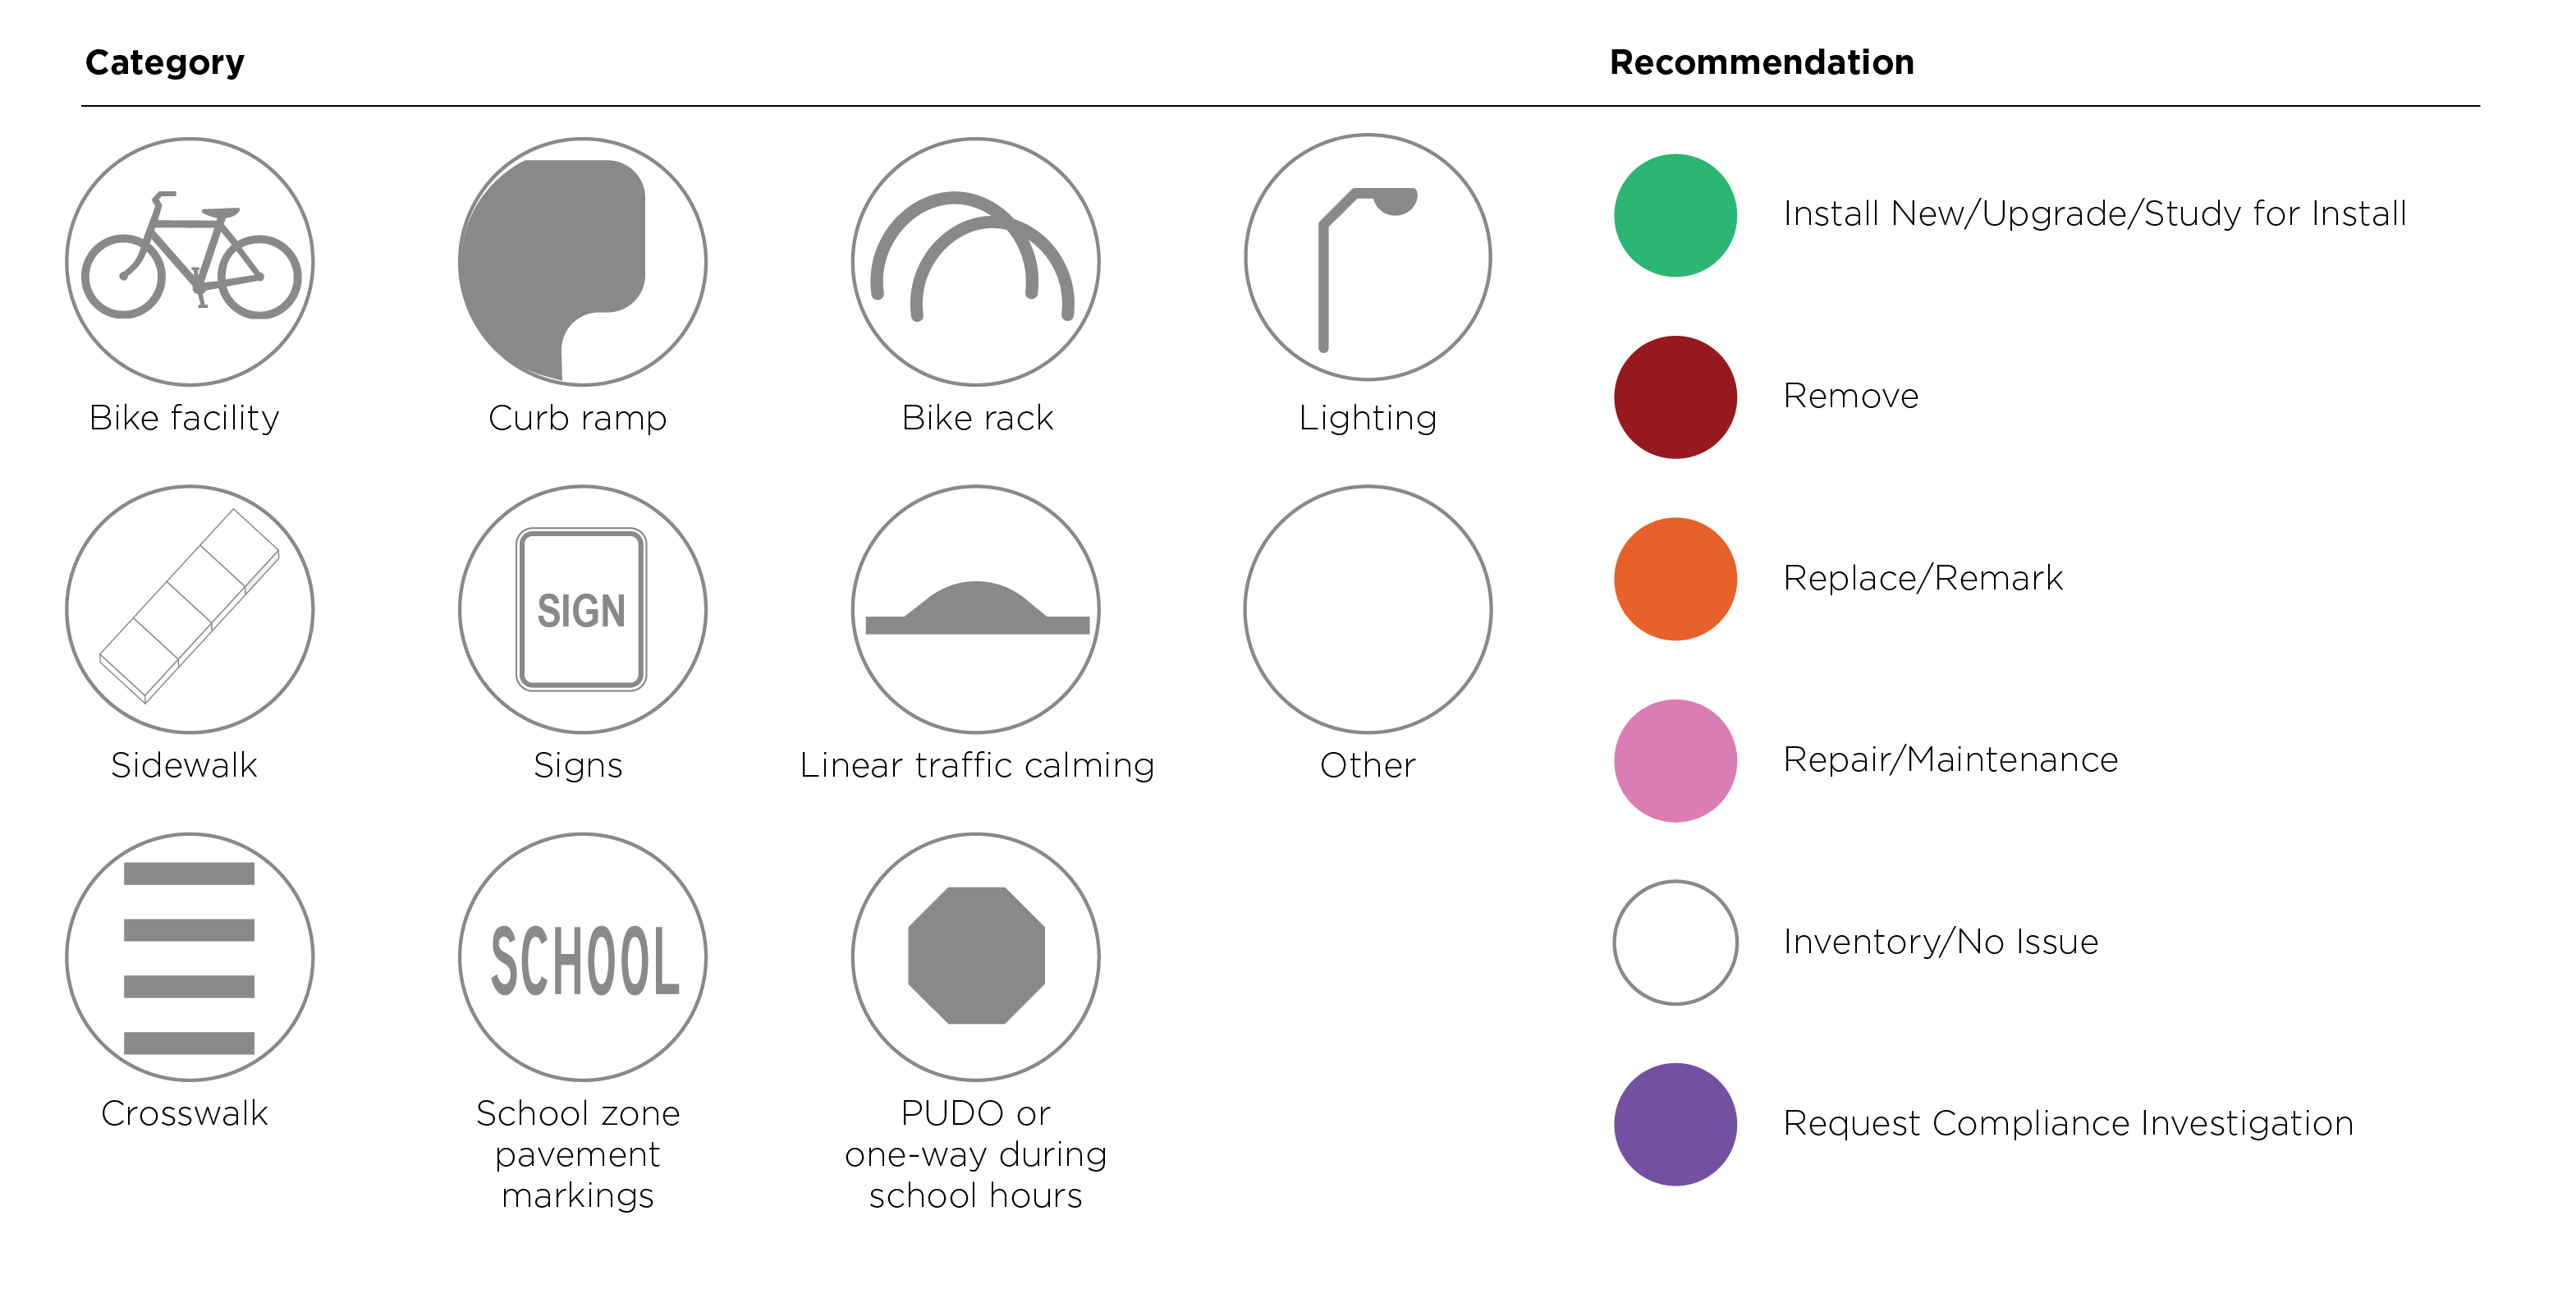 Category
Recommendation
Bike facility
Curb ramp
Bike rack
Lighting
Sidewalk
SIGN
Signs
Linear traffic calming
Other
Crosswalk
SCHOOL
School zone
pavement
markings
PUDO or
one-way during
school hours
Install New/Upgrade/Study for Install
Remove
Replace/Remark
Repair/Maintenance
Inventory/No Issue
Request Compliance Investigation